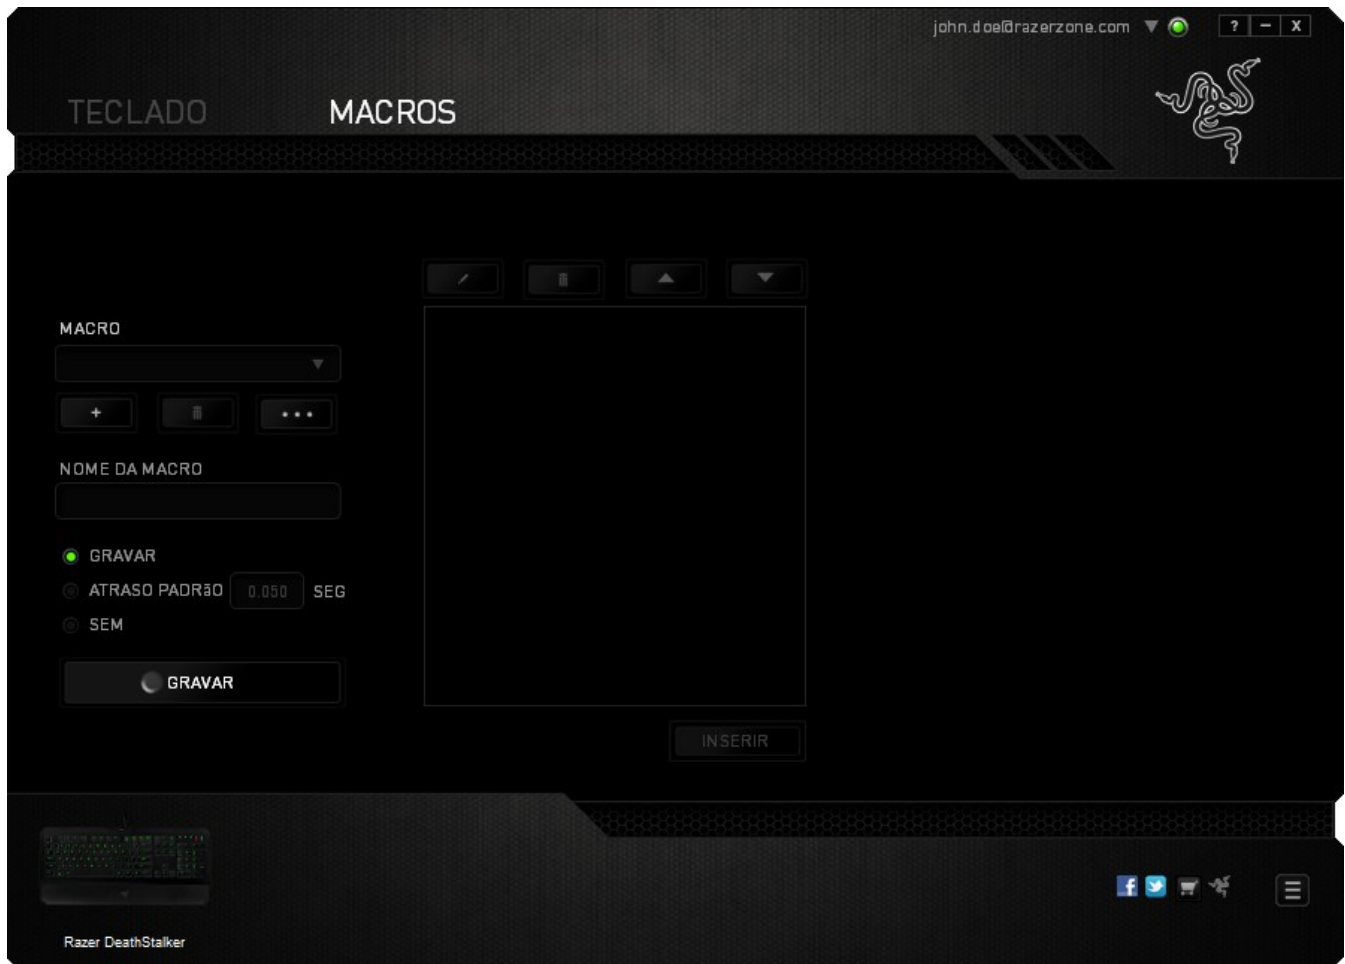 john.doe@razerzone.com
? – X
TECLADO MACROS
MACRO
+ •••
NOME DA MACRO
GRAVAR
ATRASO PADRãO 0.050 SEG
SEM
GRAVAR
INSERIR
Razer DeathStalker